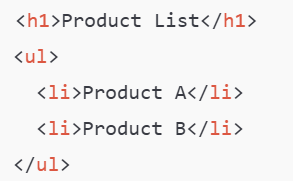 <h1>Product List</h1>
<ul>
  <li>Product A</li>
  <li>Product B</li>
</ul>